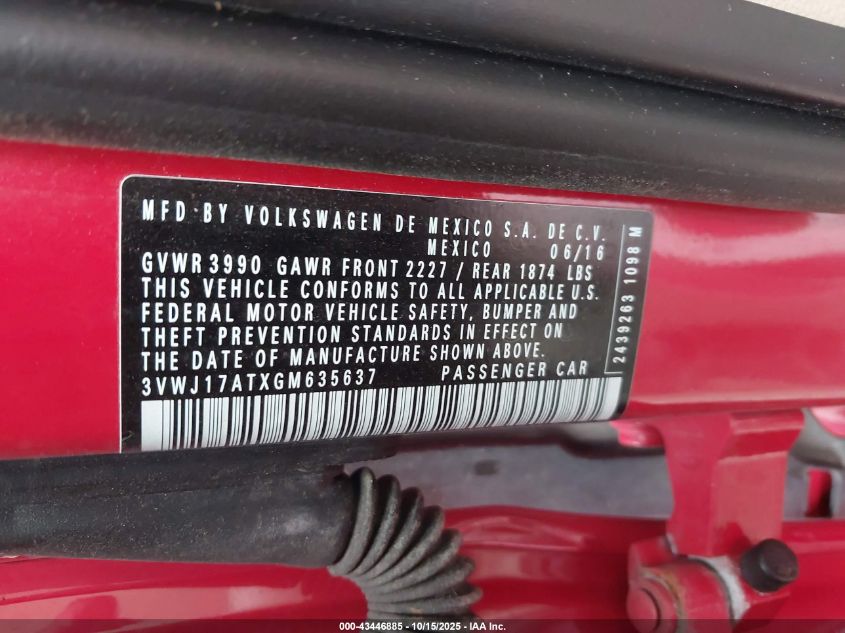 MFD BY VOLKSWAGEN DE MEXICO S.A. DE C.V.
MEXICO 06/16
GVWR 3990 GAWR FRONT 2227 / REAR 1874 LBS
THIS VEHICLE CONFORMS TO ALL APPLICABLE U.S.
FEDERAL MOTOR VEHICLE SAFETY, BUMPER AND
THEFT PREVENTION STANDARDS IN EFFECT ON
THE DATE OF MANUFACTURE SHOWN ABOVE.
3VWJ17ATXGM635637 PASSENGER CAR
2439263 1098 M
000-43446885 - 10/15/2025 - IAA Inc.